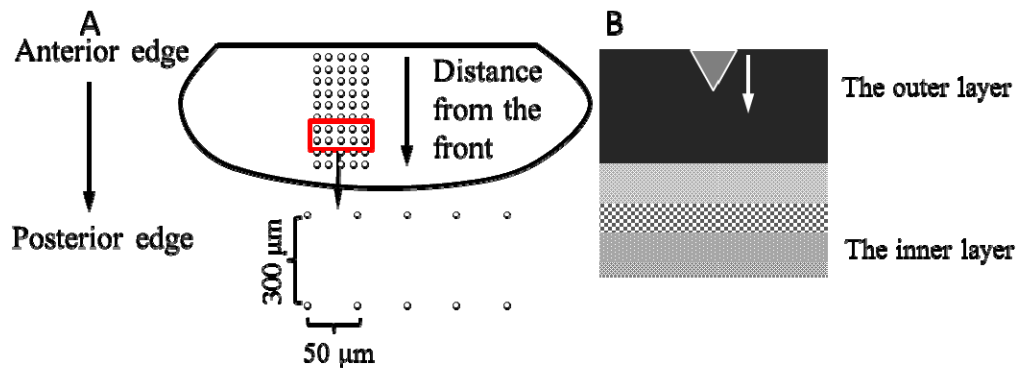 A
Anterior edge
Posterior edge
Distance
from the
front
300 μm
50 μm
B
The outer layer
The inner layer